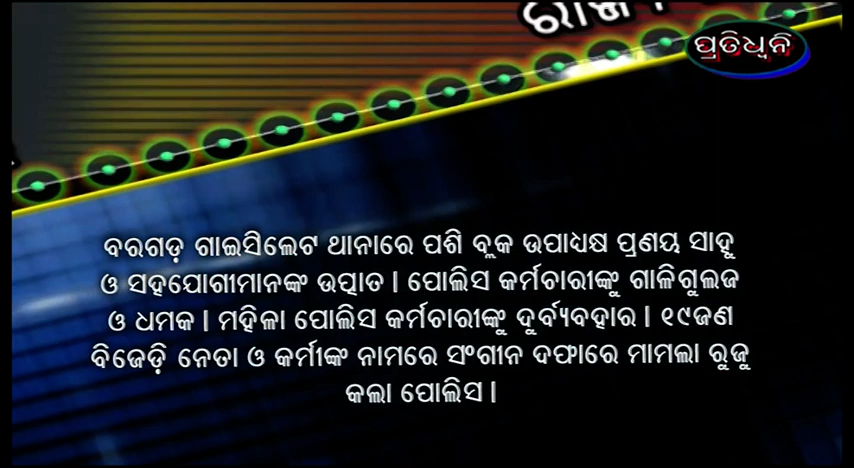 ପ୍ରତିଧ୍ୱନି
ବରଗଡ଼ ଗାଇସିଲେଟ ଥାନାରେ ପଶି ବ୍ଲକ ଉପାଧ୍ୟକ୍ଷ ପ୍ରଣୟ ସାହୁ
ଓ ସହଯୋଗୀମାନଙ୍କ ଉତ୍ପାତ । ପୋଲିସ କର୍ମଚାରୀଙ୍କୁ ଗାଳିଗୁଲଜ
ଓ ଧମକ । ମହିଳା ପୋଲିସ କର୍ମଚାରୀଙ୍କୁ ଦୁର୍ବ୍ୟବହାର । ୧୯ଜଣ
ବିଜେଡ଼ି ନେତା ଓ କର୍ମୀଙ୍କ ନାମରେ ସଂଗୀନ ଦଫାରେ ମାମଲା ରୁଜୁ
କଲା ପୋଲିସ ।